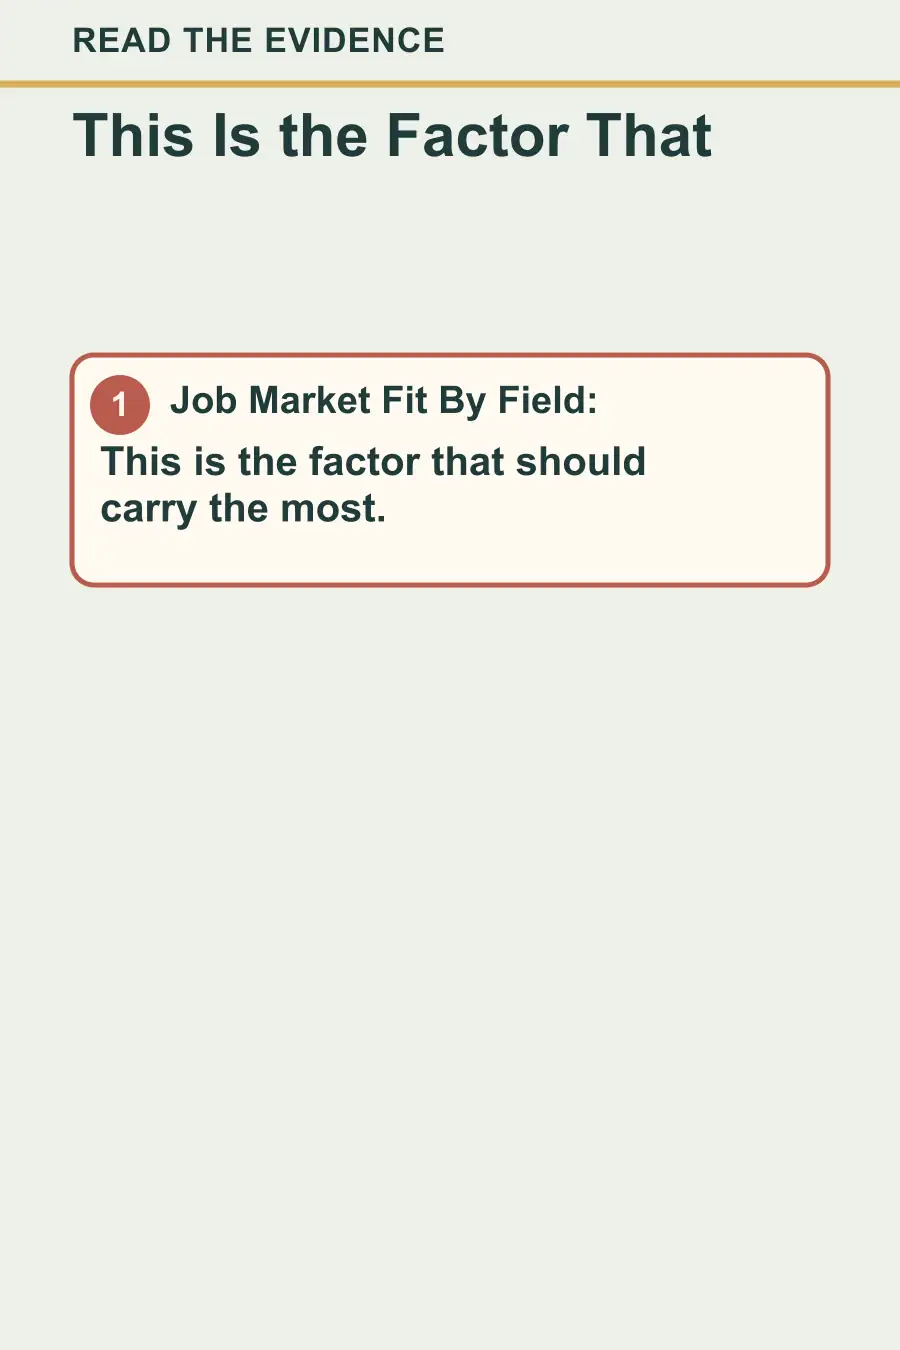 READ THE EVIDENCE
This Is the Factor That
1 Job Market Fit By Field:
This is the factor that should
carry the most.